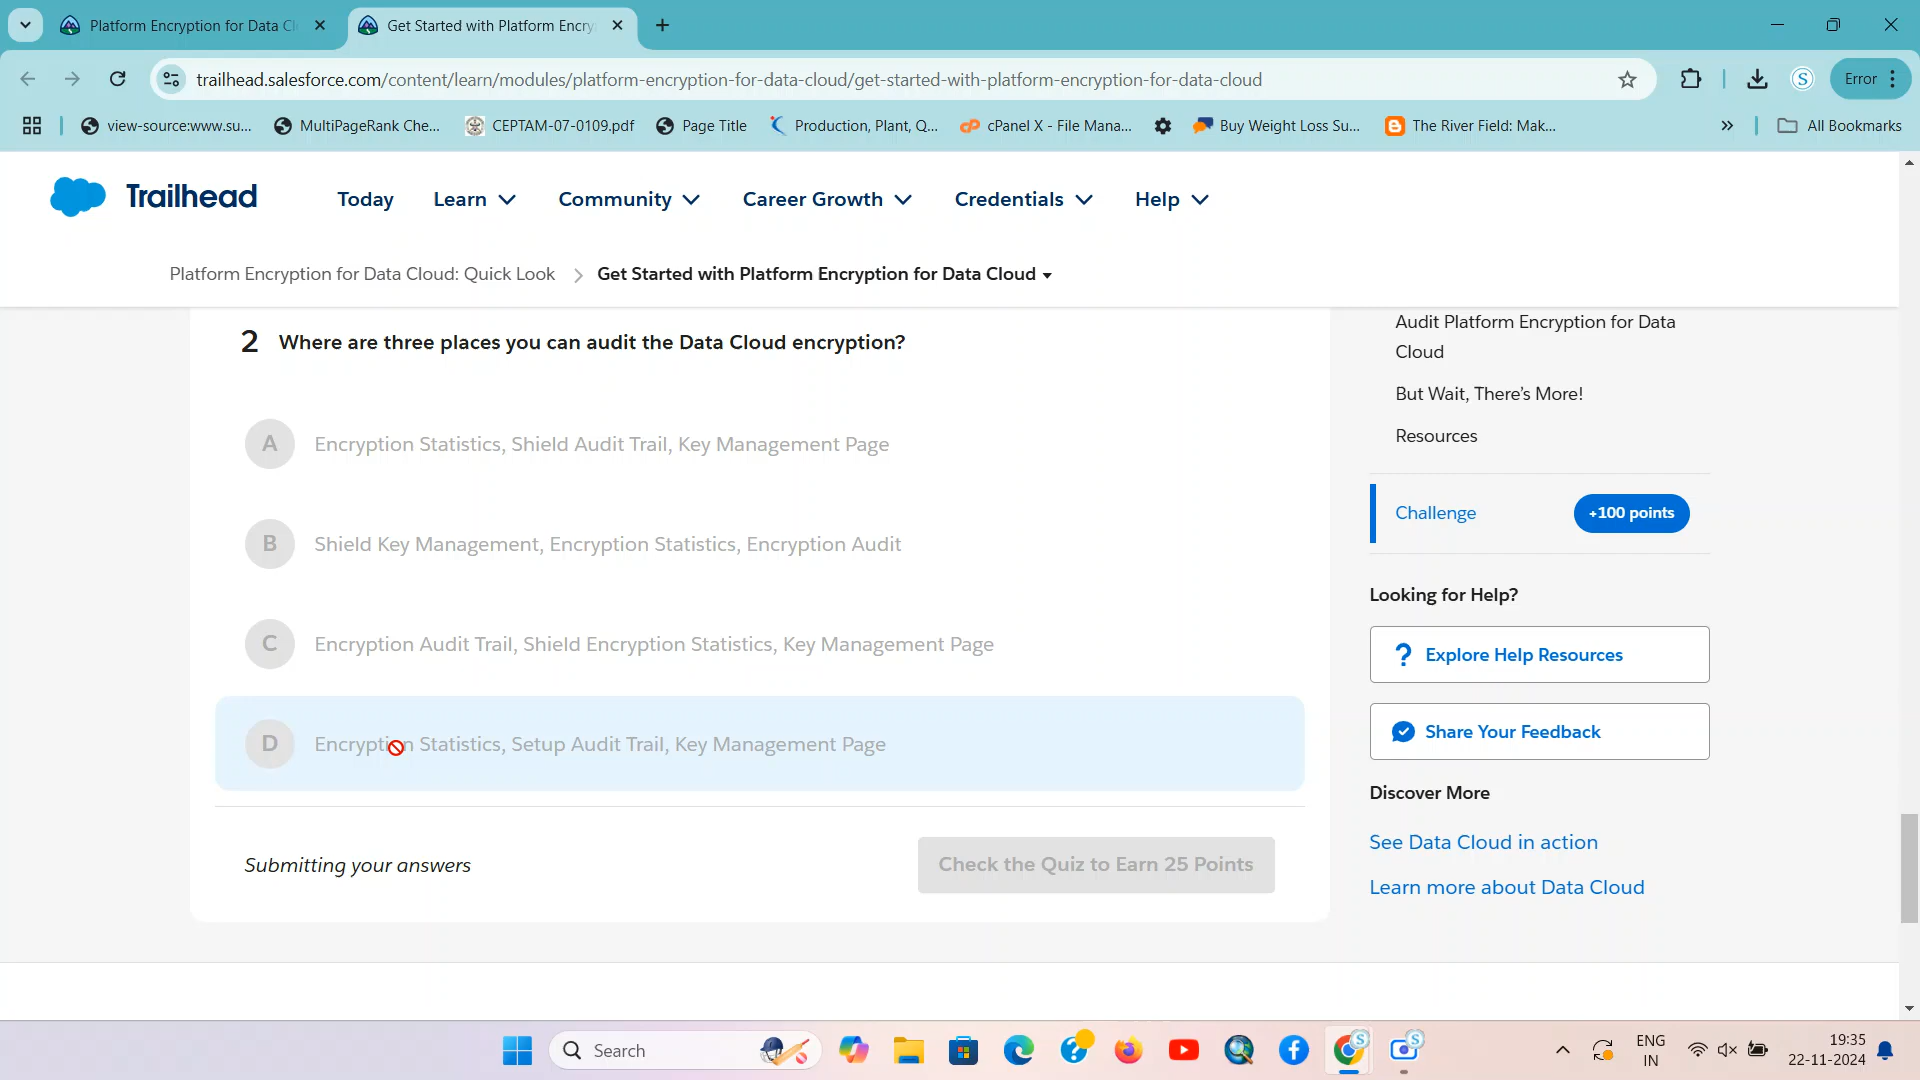 Platform Encryption for Data Cl
Get Started with Platform Encry
trailhead.salesforce.com/content/learn/modules/platform-encryption-for-data-cloud/get-started-with-platform-encryption-for-data-cloud
S
Error
view-source:www.su...
MultiPageRank Che...
CEPTAM-07-0109.pdf
Page Title
Production, Plant, Q...
cPanel X - File Mana...
Buy Weight Loss Su...
The River Field: Mak...
All Bookmarks
Trailhead
Today
Learn
Community
Career Growth
Credentials
Help
Platform Encryption for Data Cloud: Quick Look
Get Started with Platform Encryption for Data Cloud
2 Where are three places you can audit the Data Cloud encryption?
A Encryption Statistics, Shield Audit Trail, Key Management Page
B Shield Key Management, Encryption Statistics, Encryption Audit
C Encryption Audit Trail, Shield Encryption Statistics, Key Management Page
D Encryption Statistics, Setup Audit Trail, Key Management Page
Submitting your answers
Check the Quiz to Earn 25 Points
Audit Platform Encryption for Data
Cloud
But Wait, There’s More!
Resources
Challenge
+100 points
Looking for Help?
Explore Help Resources
Share Your Feedback
Discover More
See Data Cloud in action
Learn more about Data Cloud
Search
ENG
IN
19:35
22-11-2024